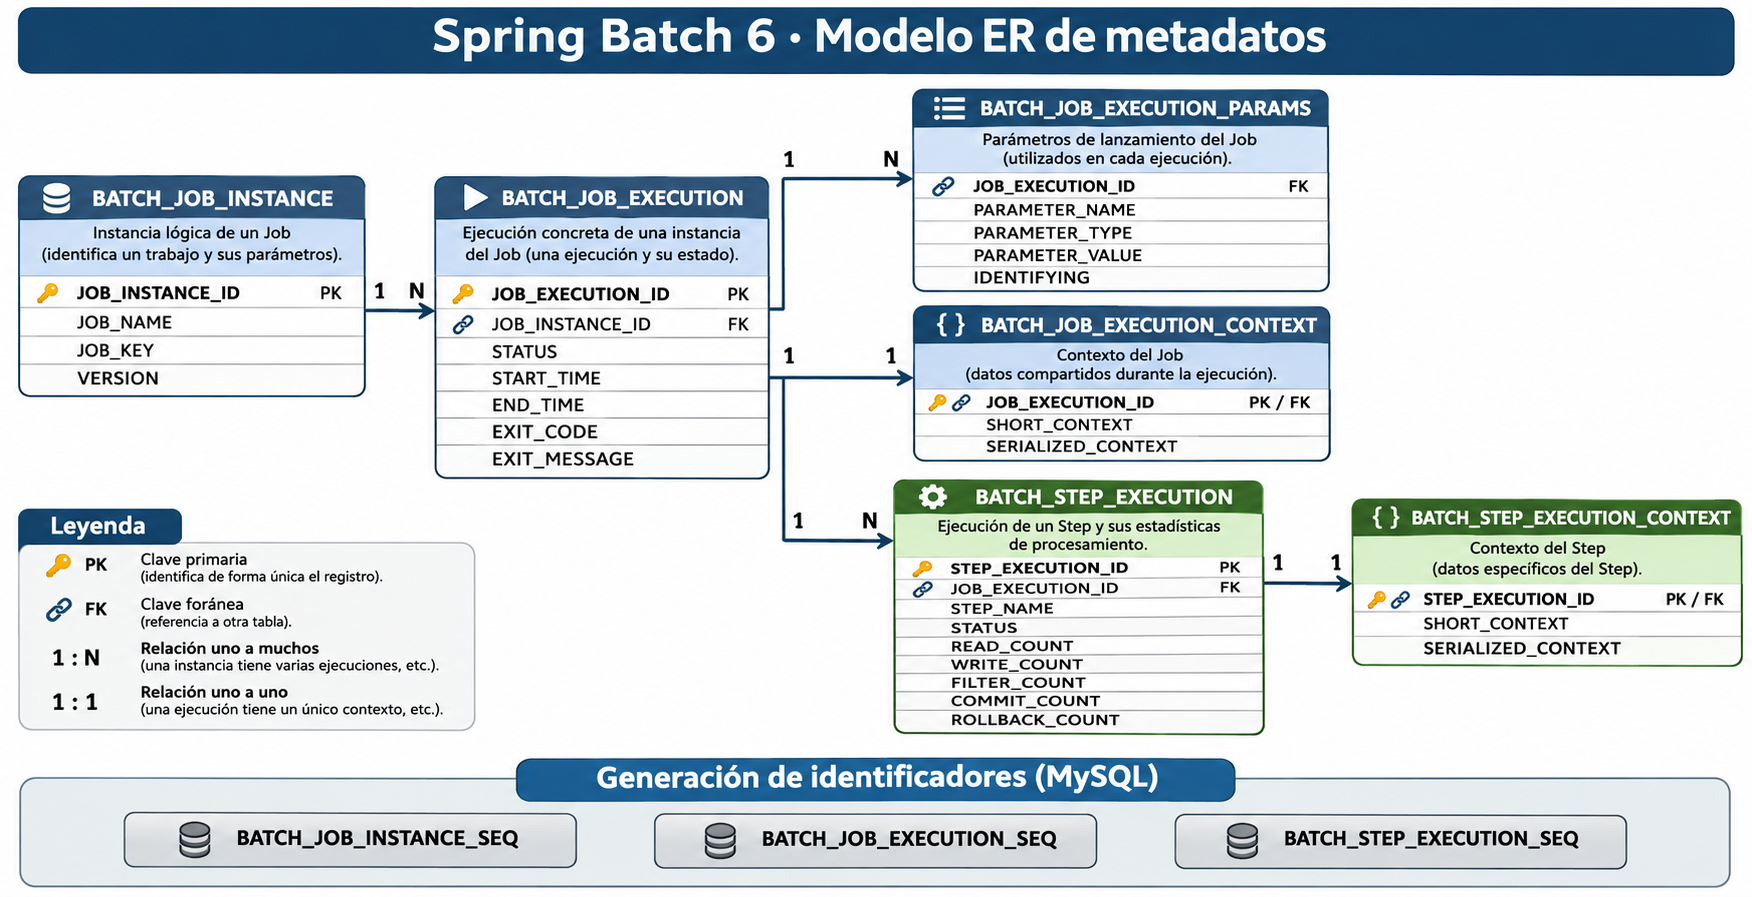 Spring Batch 6 · Modelo ER de metadatos
BATCH_JOB_INSTANCE
Instancia lógica de un Job
(identifica un trabajo y sus parámetros).
JOB_INSTANCE_ID PK
JOB_NAME
JOB_KEY
VERSION
1 N
BATCH_JOB_EXECUTION
Ejecución concreta de una instancia
del Job (una ejecución y su estado).
JOB_EXECUTION_ID PK
JOB_INSTANCE_ID FK
STATUS
START_TIME
END_TIME
EXIT_CODE
EXIT_MESSAGE
1 N
BATCH_JOB_EXECUTION_PARAMS
Parámetros de lanzamiento del Job
(utilizados en cada ejecución).
JOB_EXECUTION_ID FK
PARAMETER_NAME
PARAMETER_TYPE
PARAMETER_VALUE
IDENTIFYING
1 1
{ } BATCH_JOB_EXECUTION_CONTEXT
Contexto del Job
(datos compartidos durante la ejecución).
JOB_EXECUTION_ID PK / FK
SHORT_CONTEXT
SERIALIZED_CONTEXT
1 N
BATCH_STEP_EXECUTION
Ejecución de un Step y sus estadísticas
de procesamiento.
STEP_EXECUTION_ID PK
JOB_EXECUTION_ID FK
STEP_NAME
STATUS
READ_COUNT
WRITE_COUNT
FILTER_COUNT
COMMIT_COUNT
ROLLBACK_COUNT
1 1
{ } BATCH_STEP_EXECUTION_CONTEXT
Contexto del Step
(datos específicos del Step).
STEP_EXECUTION_ID PK / FK
SHORT_CONTEXT
SERIALIZED_CONTEXT
Leyenda
PK Clave primaria
(identifica de forma única el registro).
FK Clave foránea
(referencia a otra tabla).
1 : N Relación uno a muchos
(una instancia tiene varias ejecuciones, etc.).
1 : 1 Relación uno a uno
(una ejecución tiene un único contexto, etc.).
Generación de identificadores (MySQL)
BATCH_JOB_INSTANCE_SEQ
BATCH_JOB_EXECUTION_SEQ
BATCH_STEP_EXECUTION_SEQ